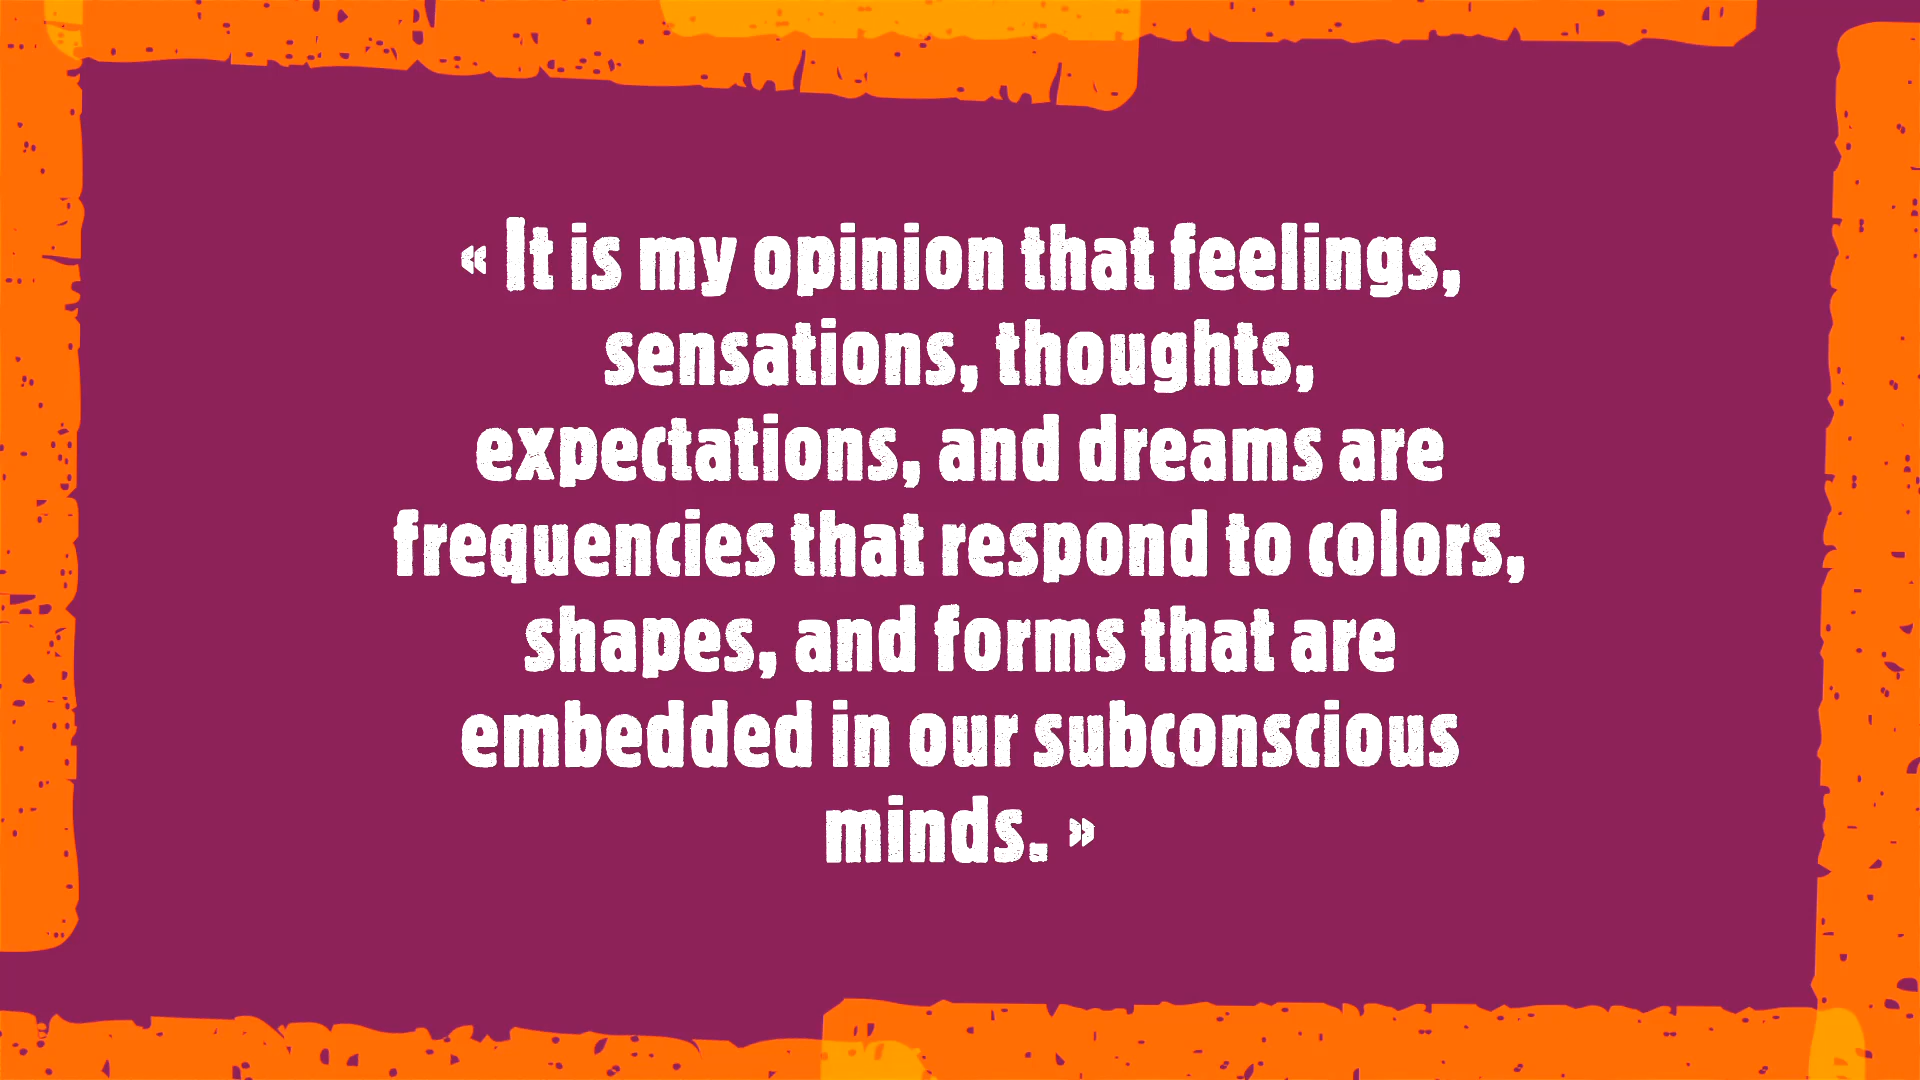 « It is my opinion that feelings,
sensations, thoughts,
expectations, and dreams are
frequencies that respond to colors,
shapes, and forms that are
embedded in our subconscious
minds. »